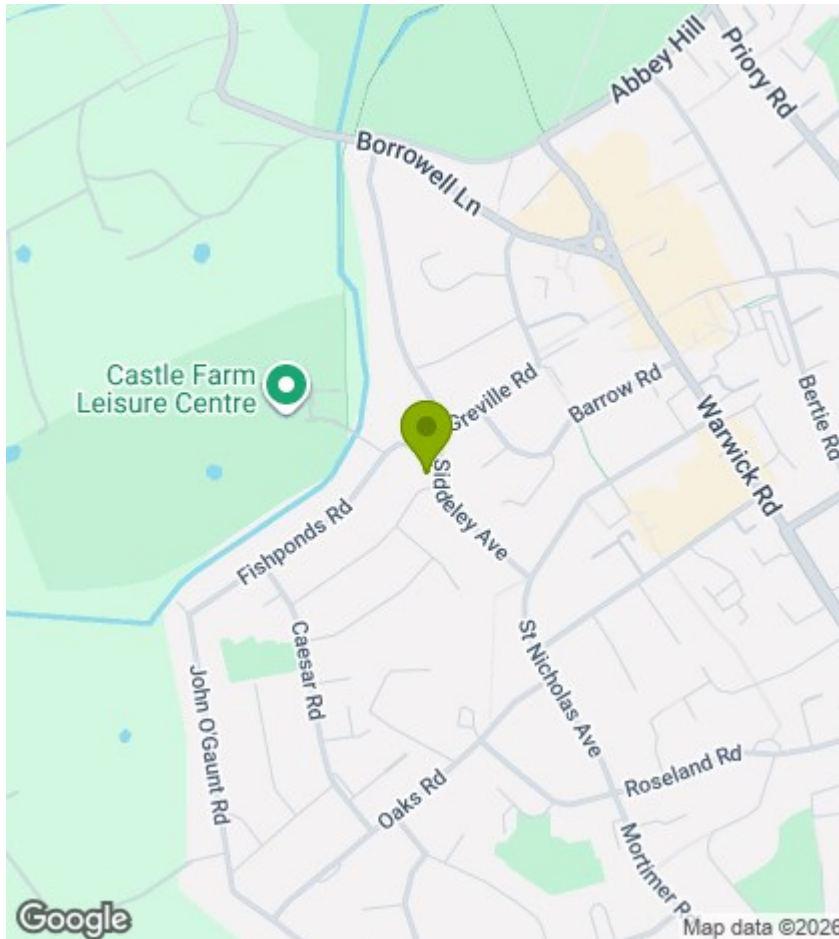 Abbey Hill
Priory Rd
Borrowell Ln
Castle Farm
Leisure Centre
Greville Rd
Barrow Rd
Bertie Rd
Warwick Rd
Siddeley Ave
Fishponds Rd
St Nicholas Ave
Caesar Rd
John O'Gaunt Rd
Roseland Rd
Oaks Rd
Mortimer Rd
Google
Map data ©2026